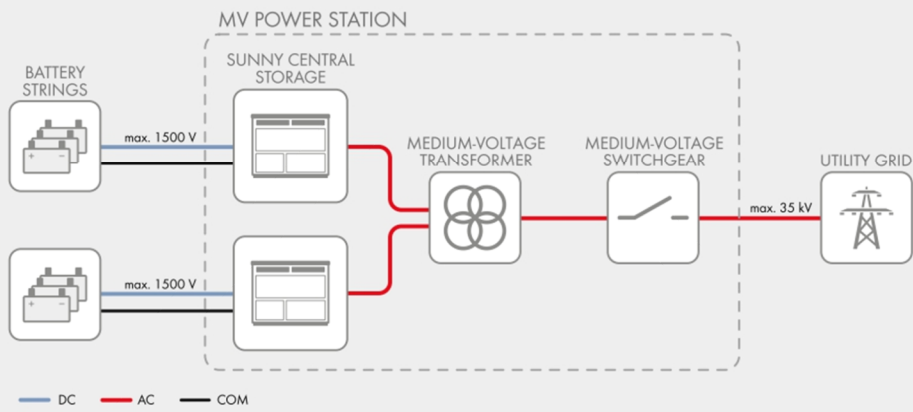 MV POWER STATION
BATTERY
STRINGS
SUNNY CENTRAL
STORAGE
max. 1500 V
MEDIUM-VOLTAGE
TRANSFORMER
MEDIUM-VOLTAGE
SWITCHGEAR
UTILITY GRID
max. 35 kV
max. 1500 V
DC
AC
COM